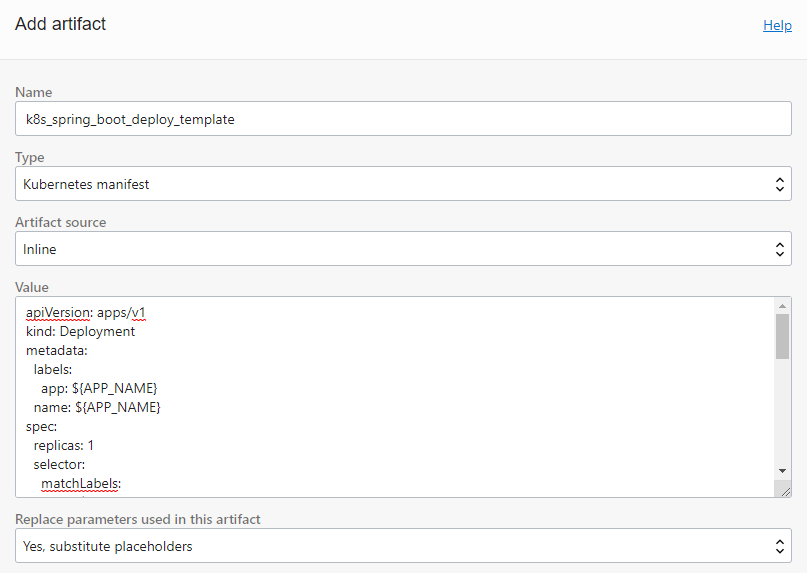 Add artifact
Help
Name
k8s_spring_boot_deploy_template
Type
Kubernetes manifest
Artifact source
Inline
Value
apiVersion: apps/v1
kind: Deployment
metadata:
  labels:
    app: ${APP_NAME}
  name: ${APP_NAME}
spec:
  replicas: 1
  selector:
    matchLabels:
Replace parameters used in this artifact
Yes, substitute placeholders